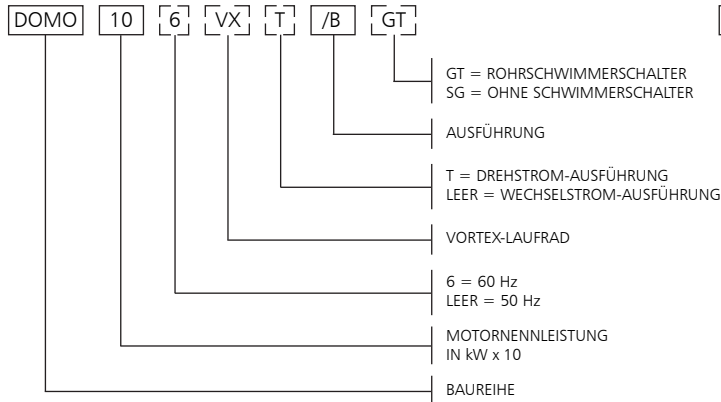 DOMO 10 6 VX T /B GT
GT = ROHRSCHWIMMERSCHALTER
SG = OHNE SCHWIMMERSCHALTER
AUSFÜHRUNG
T = DREHSTROM-AUSFÜHRUNG
LEER = WECHSELSTROM-AUSFÜHRUNG
VORTEX-LAUFRAD
6 = 60 Hz
LEER = 50 Hz
MOTORNENNLEISTUNG
IN kW x 10
BAUREIHE